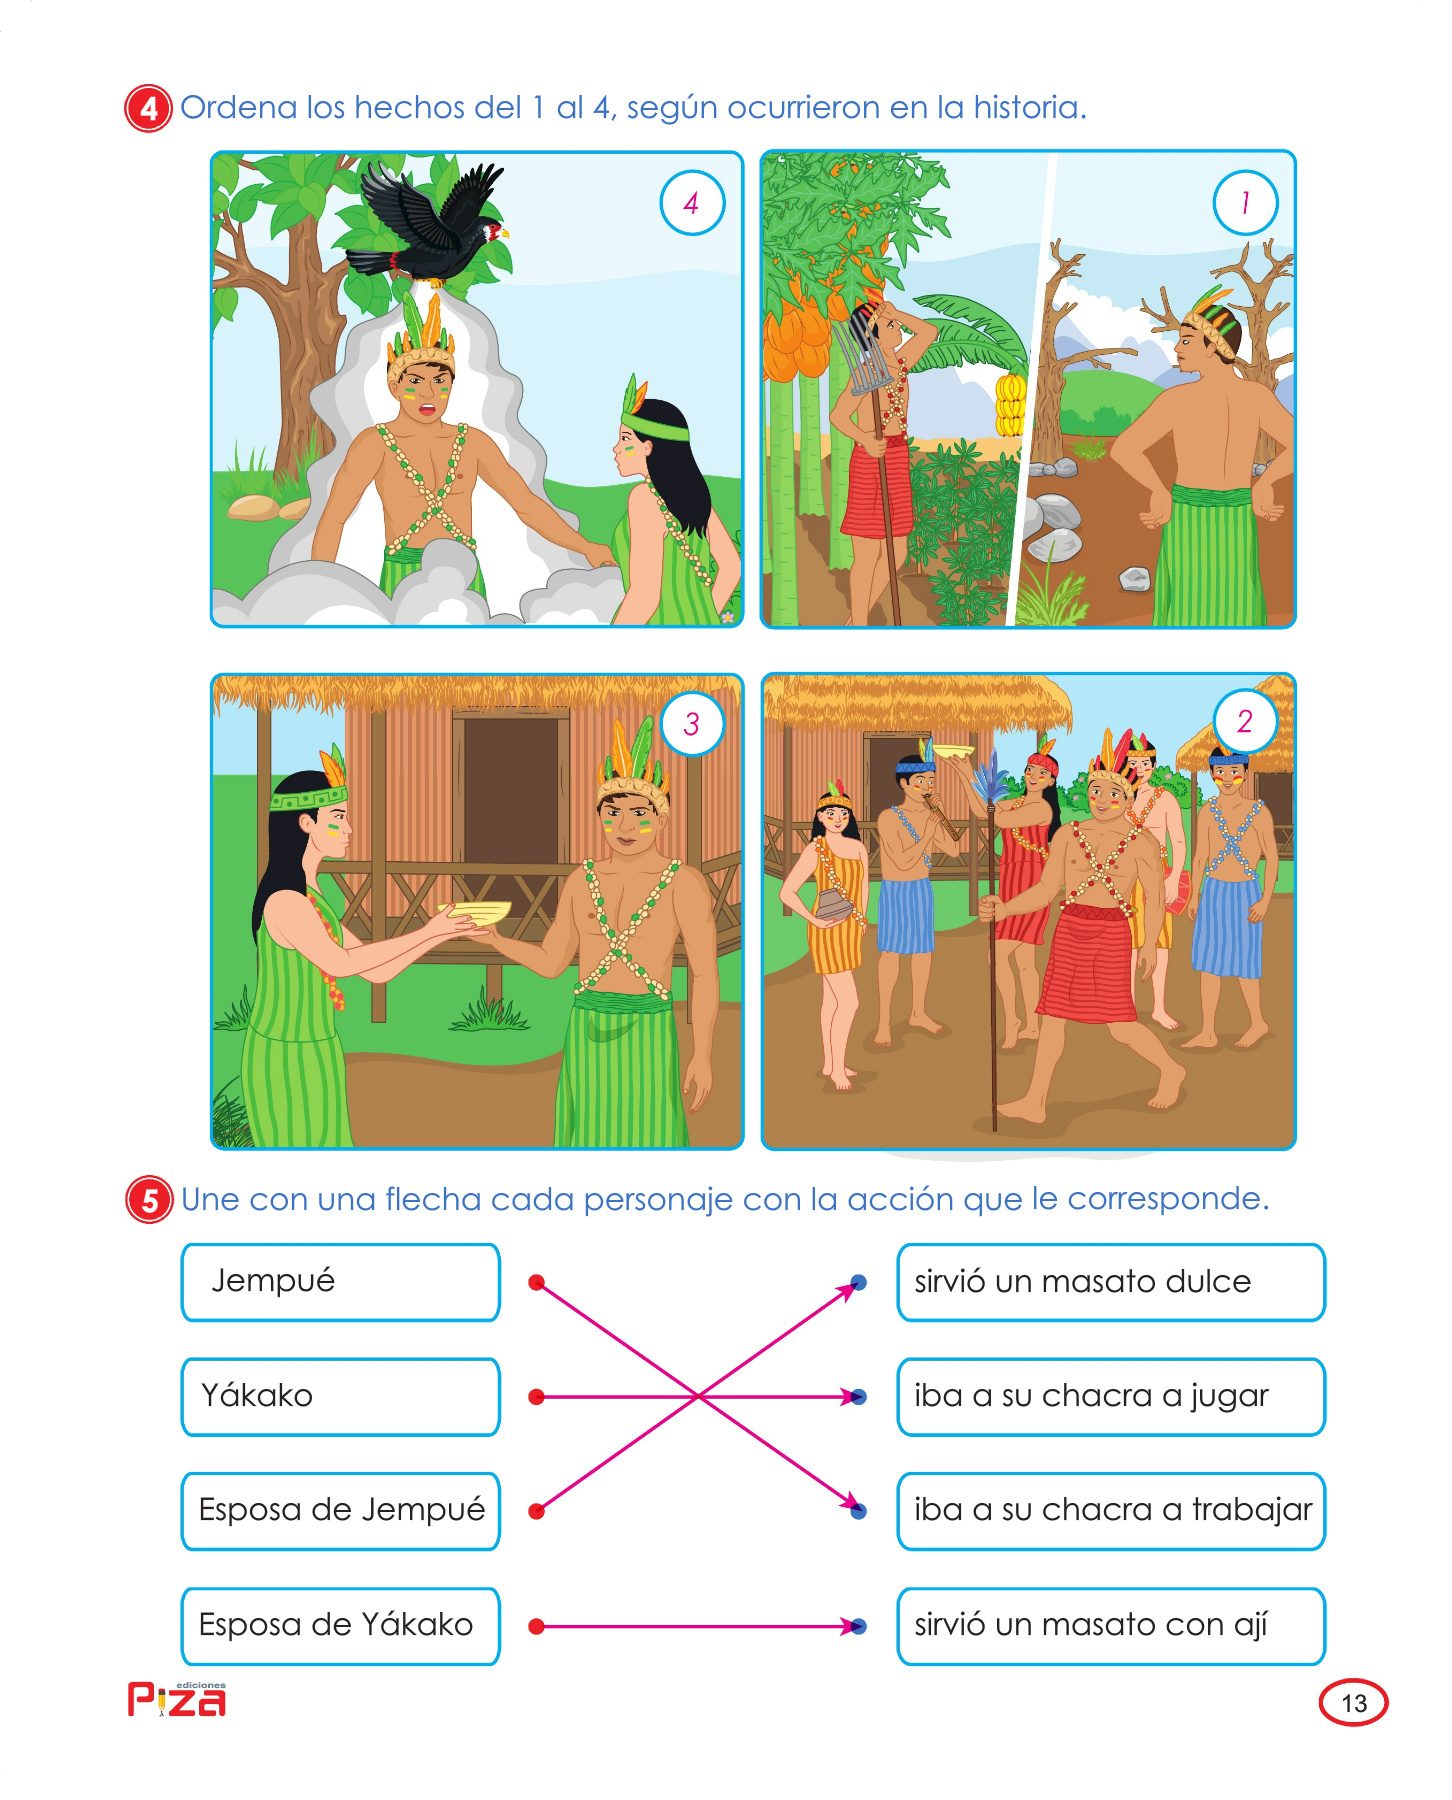 4 Ordena los hechos del 1 al 4, según ocurrieron en la historia.
4
1
3
2
5 Une con una flecha cada personaje con la acción que le corresponde.
Jempué
sirvió un masato dulce
Yákako
iba a su chacra a jugar
Esposa de Jempué
iba a su chacra a trabajar
Esposa de Yákako
sirvió un masato con ají
ediciones
Piza
13